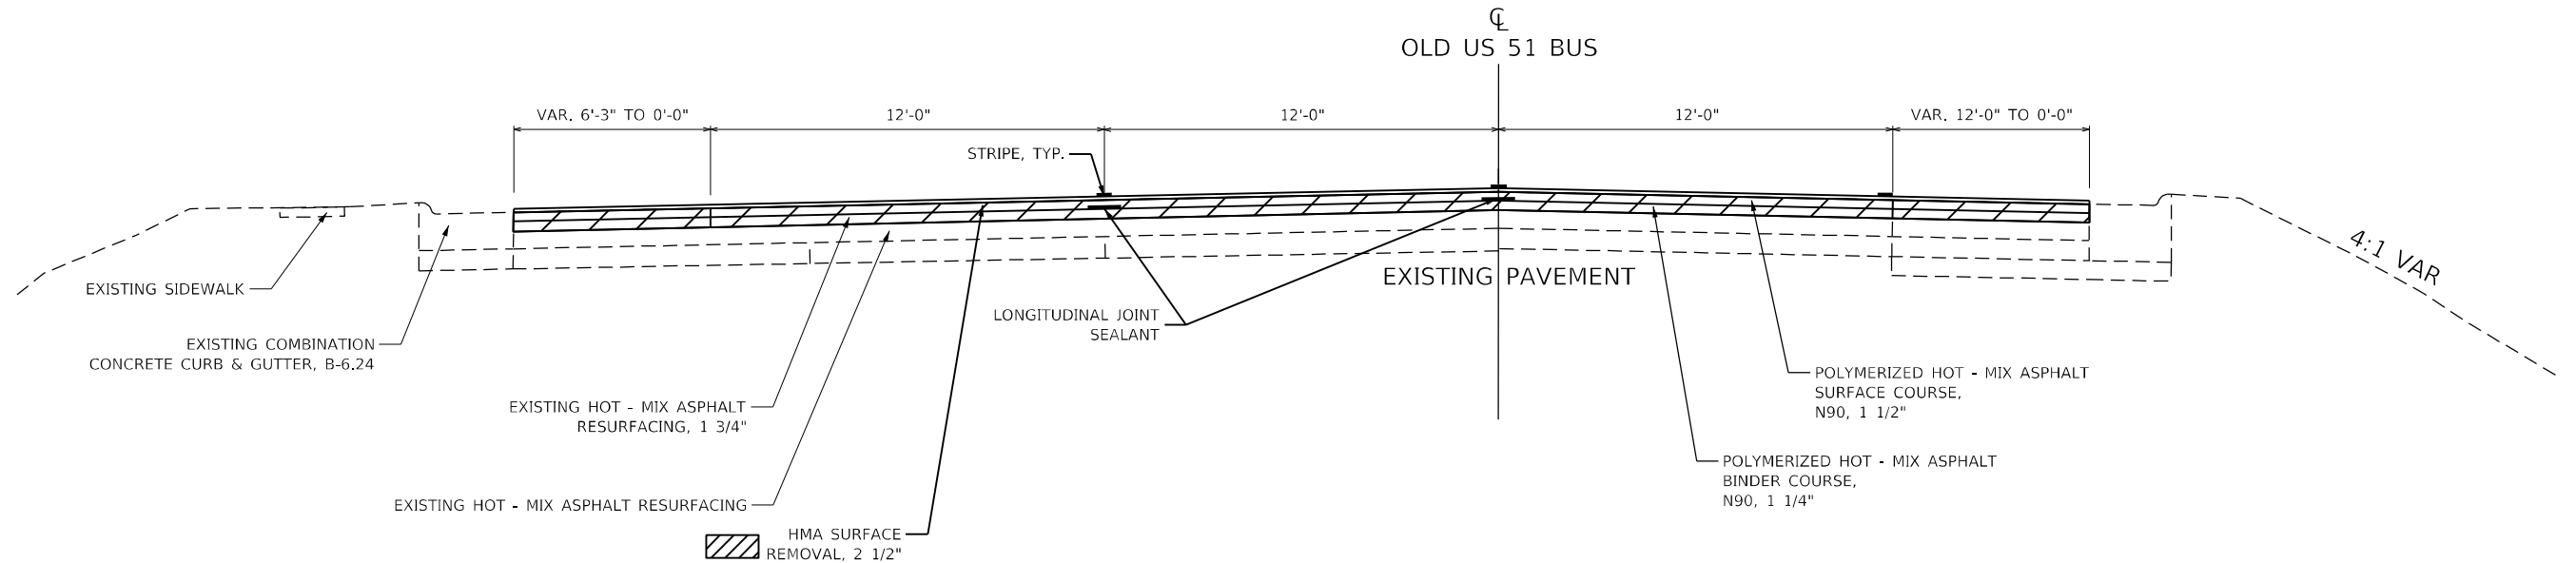 ℄
OLD US 51 BUS
VAR. 6'-3" TO 0'-0"
12'-0"
12'-0"
12'-0"
VAR. 12'-0" TO 0'-0"
STRIPE, TYP.
4:1 VAR
EXISTING SIDEWALK
EXISTING PAVEMENT
LONGITUDINAL JOINT
SEALANT
EXISTING COMBINATION
CONCRETE CURB & GUTTER, B-6.24
POLYMERIZED HOT - MIX ASPHALT
SURFACE COURSE,
N90, 1 1/2"
EXISTING HOT - MIX ASPHALT
RESURFACING, 1 3/4"
POLYMERIZED HOT - MIX ASPHALT
BINDER COURSE,
N90, 1 1/4"
EXISTING HOT - MIX ASPHALT RESURFACING
HMA SURFACE
REMOVAL, 2 1/2"